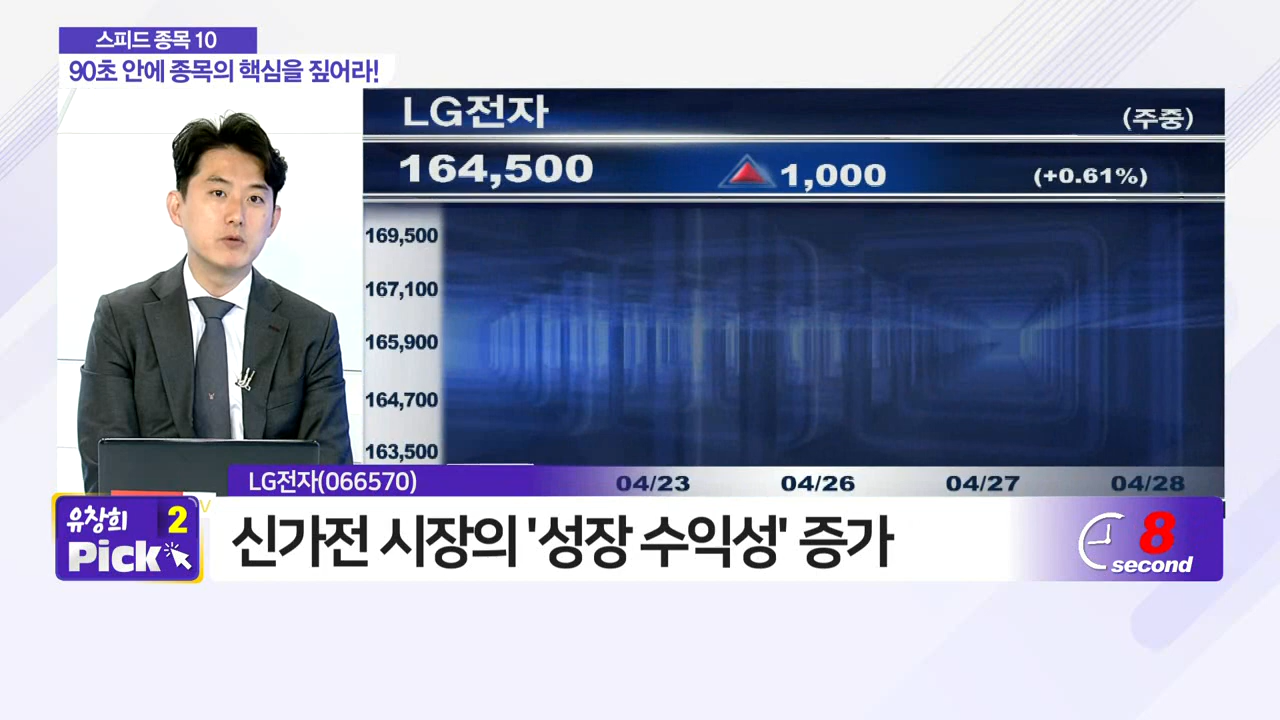 스피드 종목 10
90초 안에 종목의 핵심을 짚어라!
LG전자
(주중)
164,500
1,000
(+0.61%)
169,500
167,100
165,900
164,700
163,500
04/23 04/26 04/27 04/28
LG전자(066570)
유창희 2
Pick
신가전 시장의 '성장 수익성' 증가
8
second